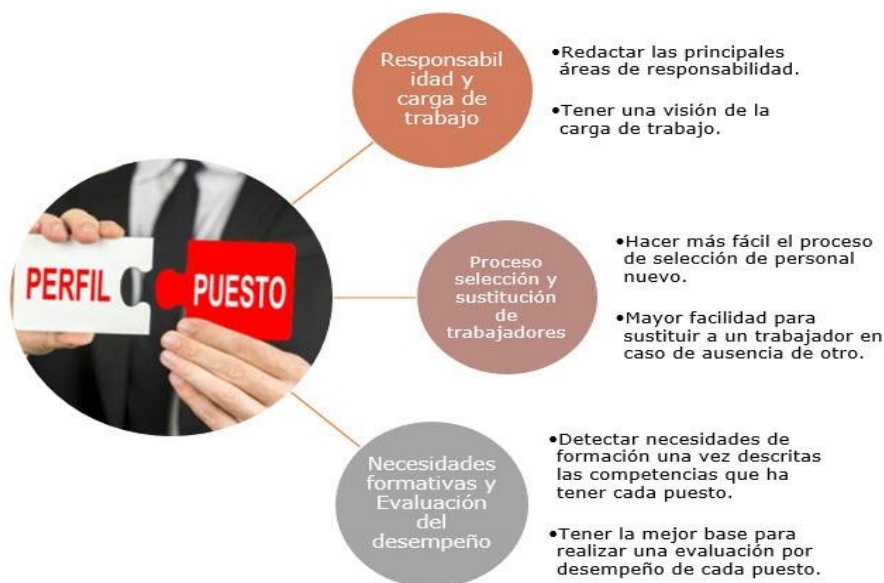 Responsabil
idad y
carga de
trabajo
•Redactar las principales
áreas de responsabilidad.
•Tener una visión de la
carga de trabajo.
PERFIL
PUESTO
Proceso
selección y
sustitución
de
trabajadores
•Hacer más fácil el proceso
de selección de personal
nuevo.
•Mayor facilidad para
sustituir a un trabajador en
caso de ausencia de otro.
Necesidades
formativas y
Evaluación
del
desempeño
•Detectar necesidades de
formación una vez descritas
las competencias que ha
tener cada puesto.
•Tener la mejor base para
realizar una evaluación por
desempeño de cada puesto.